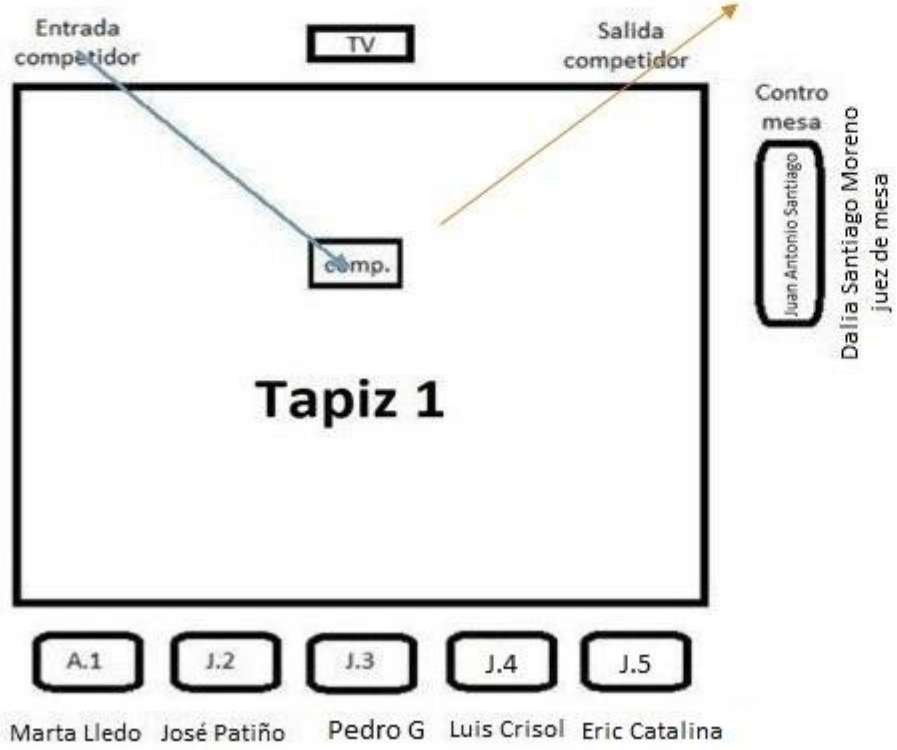 Entrada
competidor
TV
Salida
competidor
Contro
mesa
Juan Antonio Santiago
Dalia Santiago Moreno
juez de mesa
comp.
Tapiz 1
A.1
J.2
J.3
J.4
J.5
Marta Lledo
José Patiño
Pedro G
Luis Crisol
Eric Catalina